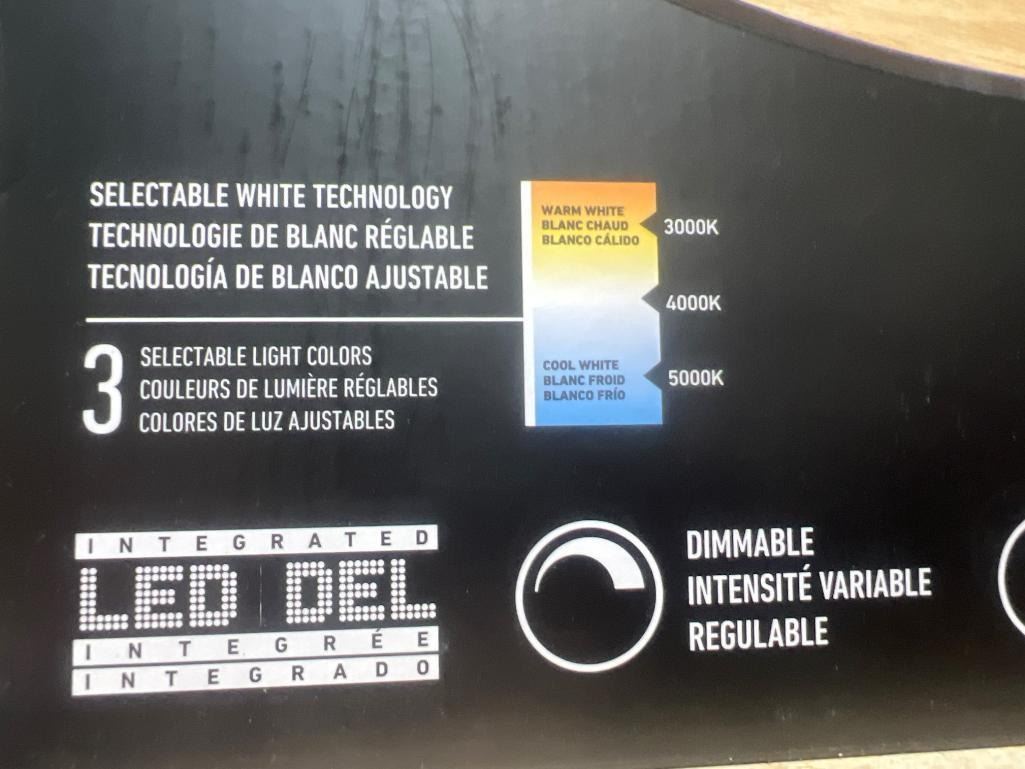 SELECTABLE WHITE TECHNOLOGY
TECHNOLOGIE DE BLANC RÉGLABLE
TECNOLOGÍA DE BLANCO AJUSTABLE
WARM WHITE
BLANC CHAUD
BLANCO CÁLIDO
3000K
4000K
COOL WHITE
BLANC FROID
BLANCO FRÍO
5000K
3
SELECTABLE LIGHT COLORS
COULEURS DE LUMIÈRE RÉGLABLES
COLORES DE LUZ AJUSTABLES
INTEGRATED
LED DEL
INTEGRÉE
INTEGRADO
DIMMABLE
INTENSITÉ VARIABLE
REGULABLE